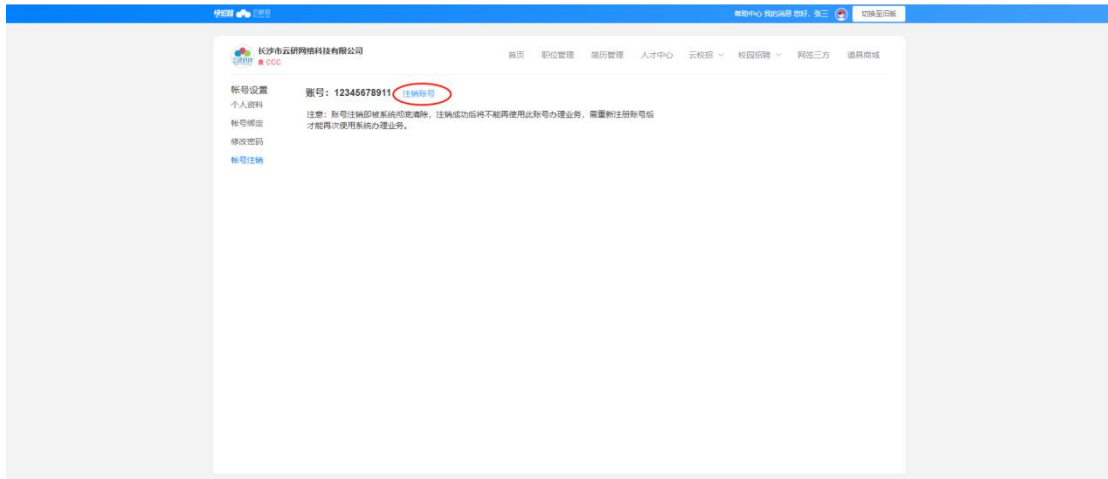 帮助中心 我的消息 您好、张三 切换至旧版
长沙市云研网络科技有限公司
CCC
首页 职位管理 简历管理 人才中心 云校招 校园招聘 网签三方 道具商城
帐号设置
个人资料
帐号绑定
修改密码
帐号注销
账号：12345678911 注销账号
注意：账号注销即被系统彻底清除，注销成功后将不能再使用此账号办理业务，需重新注册账号后
才能再次使用系统办理业务。